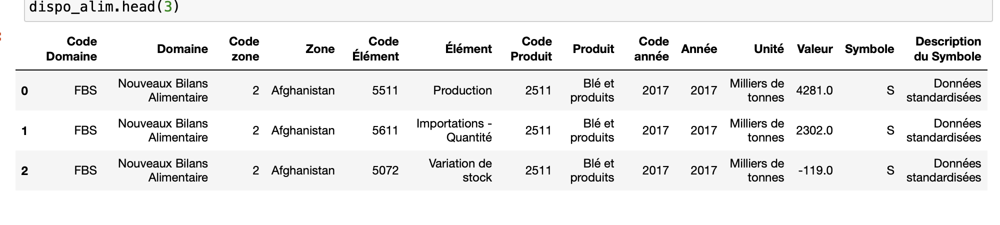 dispo_alim.head(3)
Code Domaine Domaine Code zone Zone Code Élément Élément Code Produit Produit Code année Année Unité Valeur Symbole Description du Symbole
0 FBS Nouveaux Bilans Alimentaire 2 Afghanistan 5511 Production 2511 Blé et produits 2017 2017 Milliers de tonnes 4281.0 S Données standardisées
1 FBS Nouveaux Bilans Alimentaire 2 Afghanistan 5611 Importations - Quantité 2511 Blé et produits 2017 2017 Milliers de tonnes 2302.0 S Données standardisées
2 FBS Nouveaux Bilans Alimentaire 2 Afghanistan 5072 Variation de stock 2511 Blé et produits 2017 2017 Milliers de tonnes -119.0 S Données standardisées